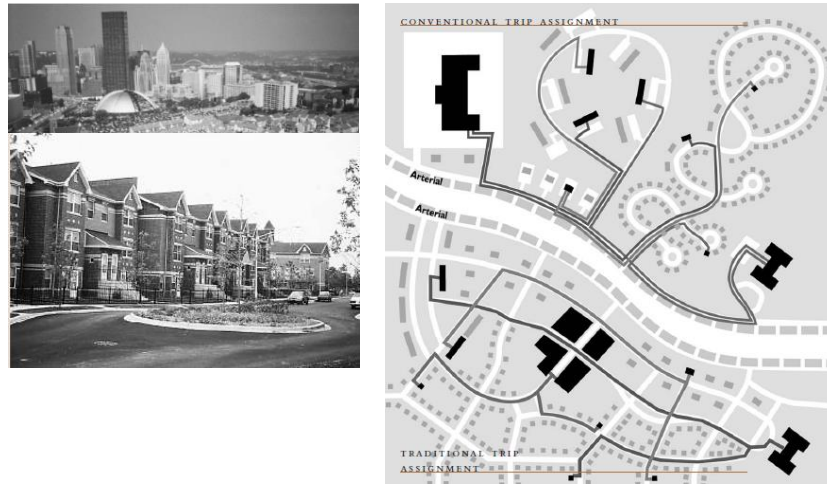 CONVENTIONAL TRIP ASSIGNMENT
Arterial
Arterial
TRADITIONAL TRIP
ASSIGNMENT